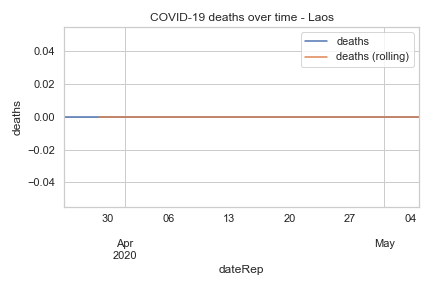 COVID-19 deaths over time - Laos
deaths
deaths (rolling)
0.04
0.02
0.00
−0.02
−0.04
deaths
30
06
13
20
27
04
Apr
May
2020
dateRep